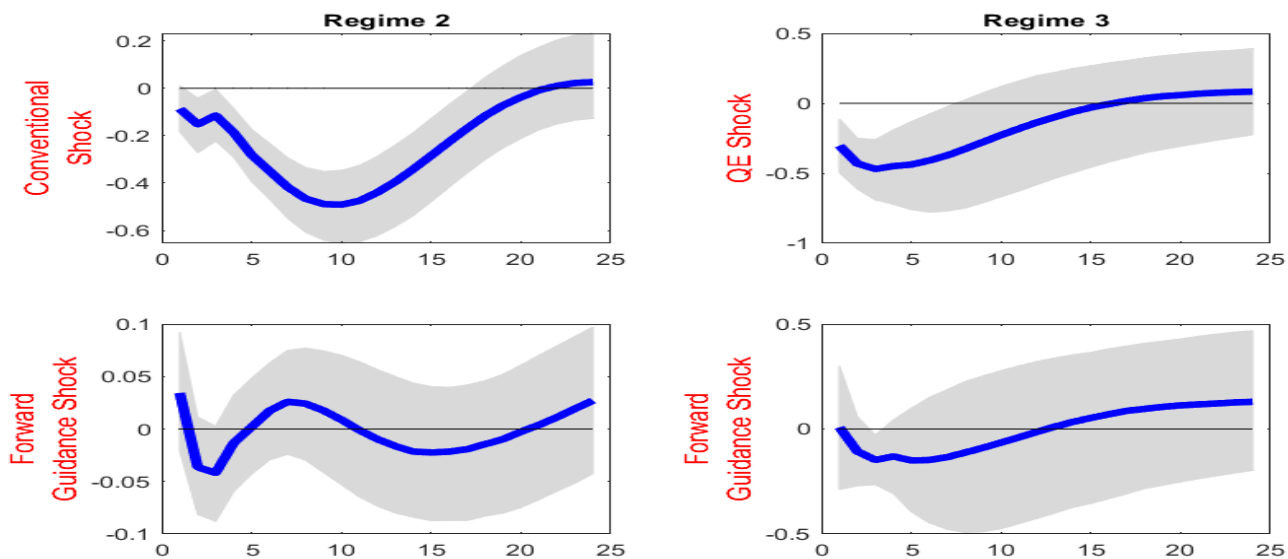 Regime 2
Conventional
Shock
0.2
0
-0.2
-0.4
-0.6
0 5 10 15 20 25
Regime 3
QE Shock
0.5
0
-0.5
-1
0 5 10 15 20 25
Forward
Guidance Shock
0.1
0.05
0
-0.05
-0.1
0 5 10 15 20 25
Forward
Guidance Shock
0.5
0
-0.5
0 5 10 15 20 25